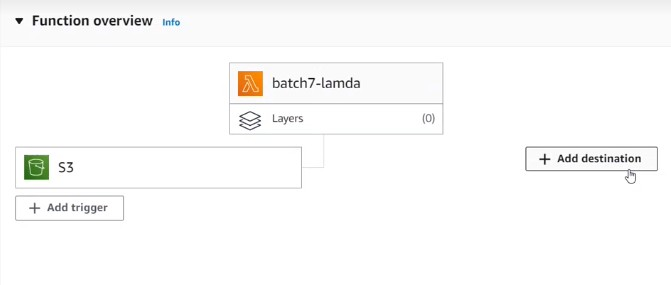 Function overview Info
batch7-lamda
Layers (0)
S3
+ Add destination
+ Add trigger